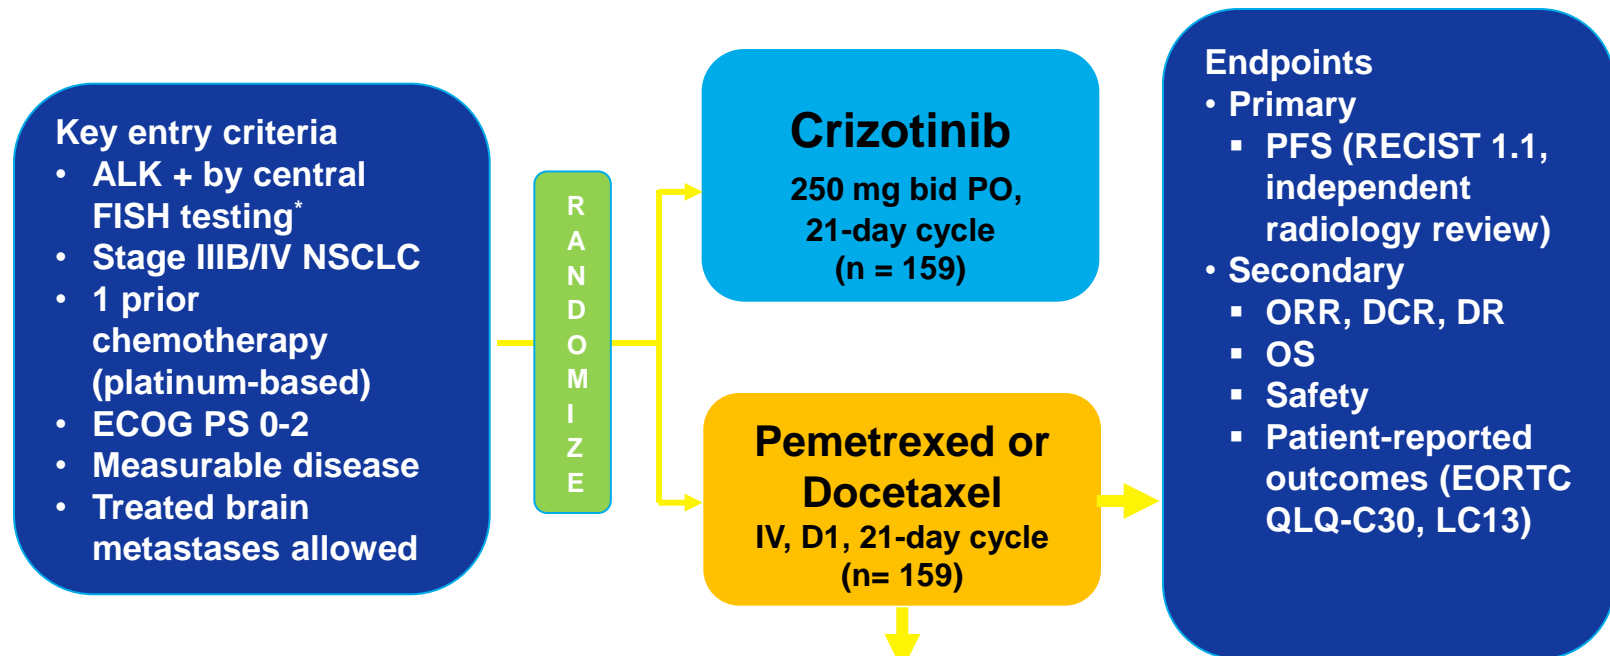 Key entry criteria
• ALK + by central
FISH testing*
• Stage IIIB/IV NSCLC
• 1 prior
chemotherapy
(platinum-based)
• ECOG PS 0-2
• Measurable disease
• Treated brain
metastases allowed
R
A
N
D
O
M
I
Z
E
Crizotinib
250 mg bid PO,
21-day cycle
(n = 159)
Pemetrexed or
Docetaxel
IV, D1, 21-day cycle
(n= 159)
Endpoints
• Primary
▪ PFS (RECIST 1.1,
independent
radiology review)
• Secondary
▪ ORR, DCR, DR
▪ OS
▪ Safety
▪ Patient-reported
outcomes (EORTC
QLQ-C30, LC13)